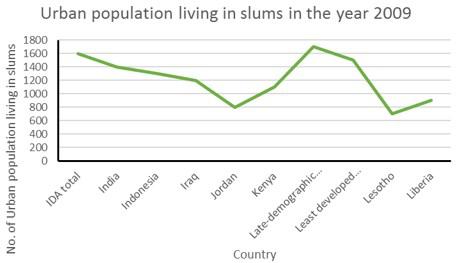 Urban population living in slums in the year 2009
No. of Urban population living in slums
1800
1600
1400
1200
1000
800
600
400
200
0
IDA total
India
Indonesia
Iraq
Jordan
Kenya
Late-demographic...
Least developed...
Lesotho
Liberia
Country